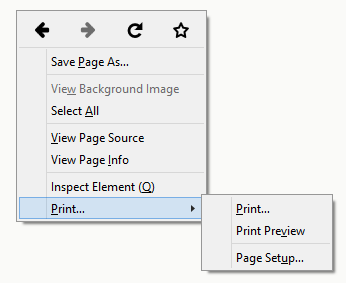 Save Page As...
View Background Image
Select All
View Page Source
View Page Info
Inspect Element (Q)
Print...
Print...
Print Preview
Page Setup...